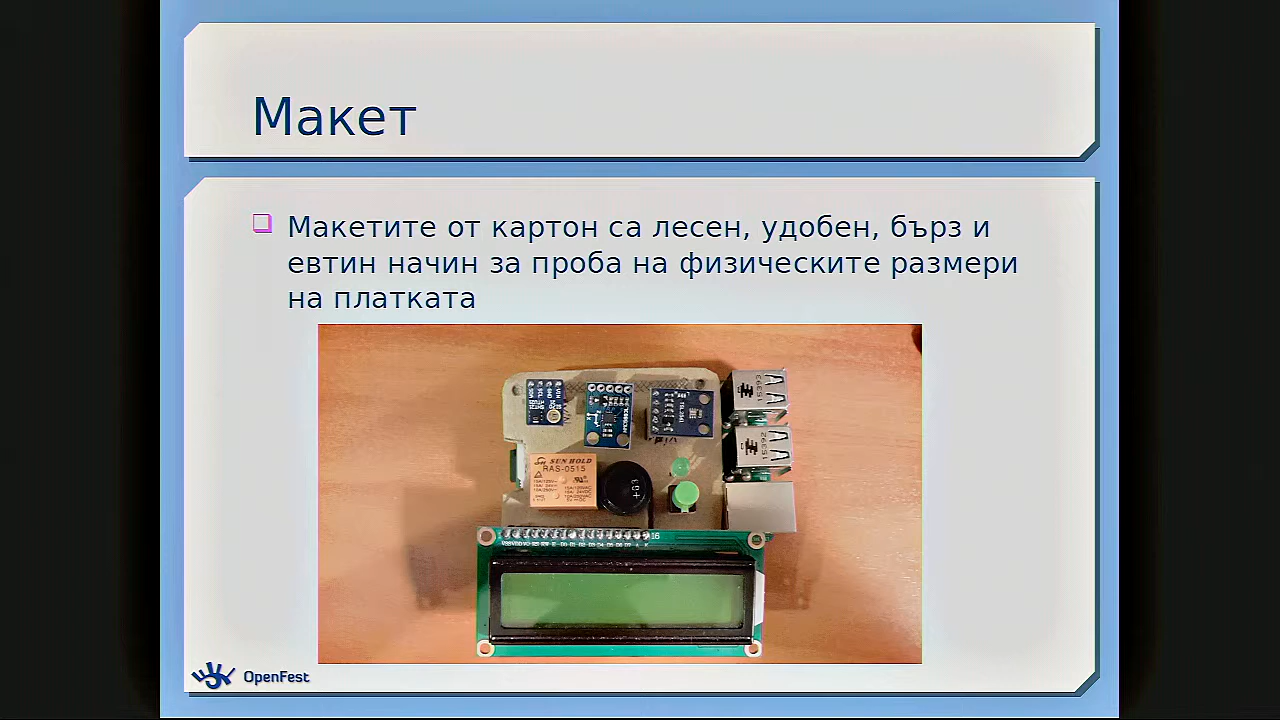 Макет
Макетите от картон са лесен, удобен, бърз и
евтин начин за проба на физическите размери
на платката
SUN HOLD
RAS-0515
OpenFest